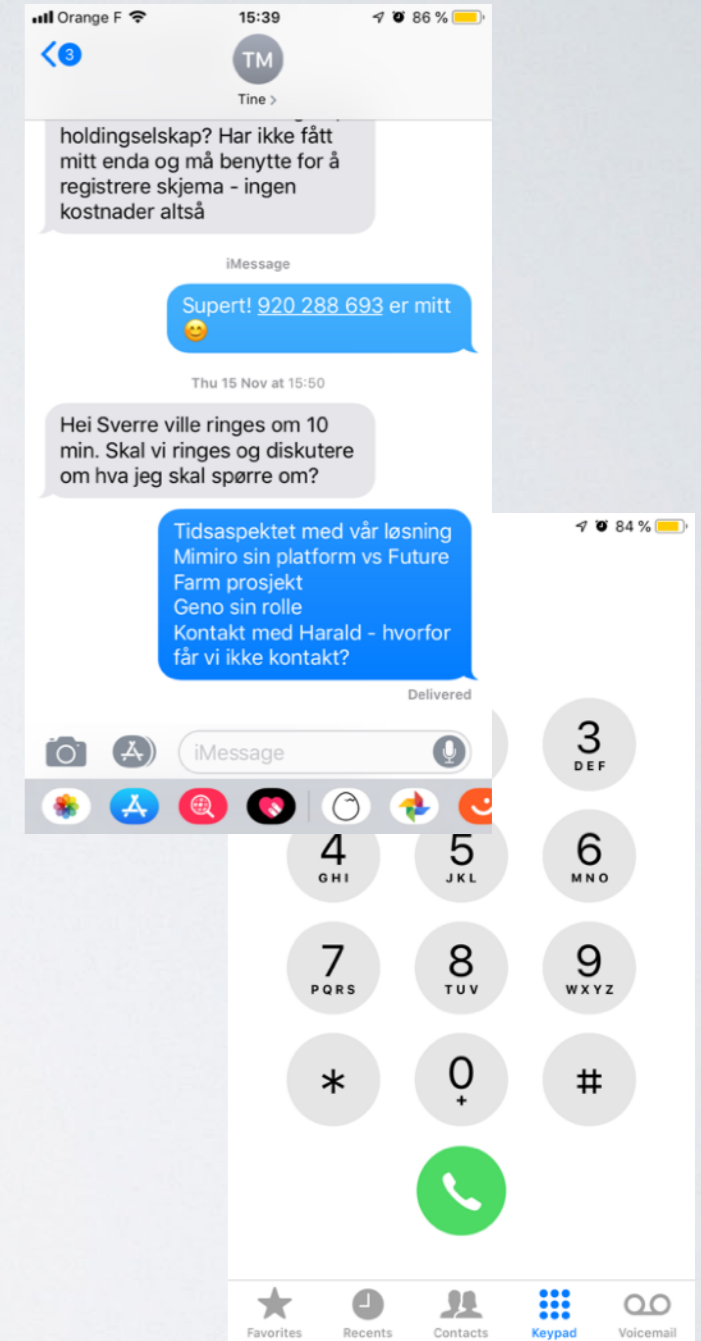 Orange F
15:39
86 %
3
TM
Tine >
holdingselskap? Har ikke fått
mitt enda og må benytte for å
registrere skjema - ingen
kostnader altså
iMessage
Supert! 920 288 693 er mitt
😊
Thu 15 Nov at 15:50
Hei Sverre ville ringes om 10
min. Skal vi ringes og diskutere
om hva jeg skal spørre om?
Tidsaspektet med vår løsning
Mimiro sin platform vs Future
Farm prosjekt
Geno sin rolle
Kontakt med Harald - hvorfor
får vi ikke kontakt?
Delivered
iMessage
84 %
3
DEF
4 5 6
GHI JKL MNO
7 8 9
PQRS TUV WXYZ
* 0 #
+
Favorites Recents Contacts Keypad Voicemail